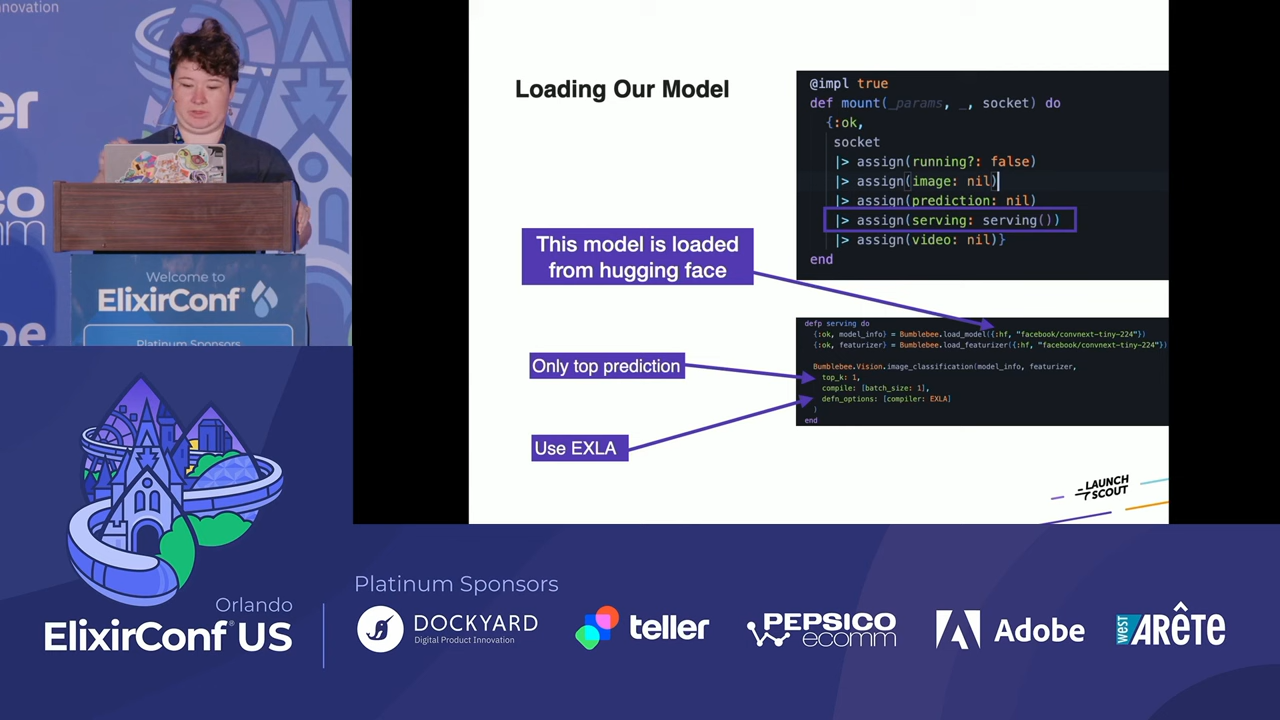 nnovation
er
co
mm
be
Welcome to
ElixirConf®
Platinum Sponsors
Loading Our Model
@impl true
def mount(_params, _, socket) do
{:ok,
socket
|> assign(running?: false)
|> assign(image: nil)
|> assign(prediction: nil)
|> assign(serving: serving())
|> assign(video: nil)}
end
This model is loaded
from hugging face
defp serving do
{:ok, model_info} = Bumblebee.load_model({:hf, "facebook/convnext-tiny-224"})
{:ok, featurizer} = Bumblebee.load_featurizer({:hf, "facebook/convnext-tiny-224"})
Bumblebee.Vision.image_classification(model_info, featurizer,
top_k: 1,
compile: [batch_size: 1],
defn_options: [compiler: EXLA]
)
end
Only top prediction
Use EXLA
LAUNCH
SCOUT
Orlando
ElixirConf® US
Platinum Sponsors
DOCKYARD
Digital Product Innovation
teller
PEPSICO
ecomm
Adobe
west ARÊTE